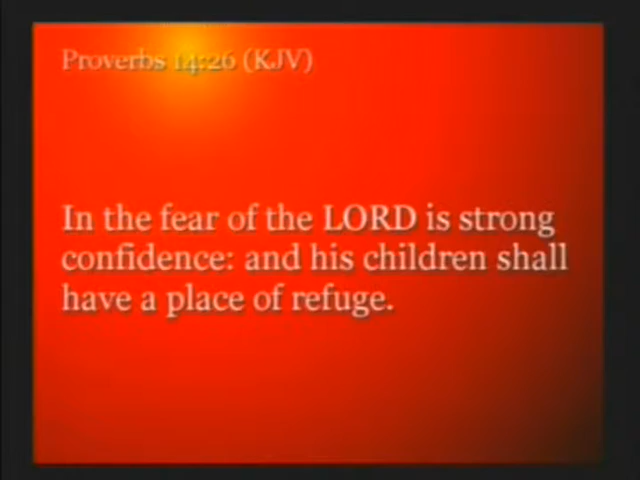 Proverbs 14:26 (KJV)
In the fear of the LORD is strong
confidence: and his children shall
have a place of refuge.